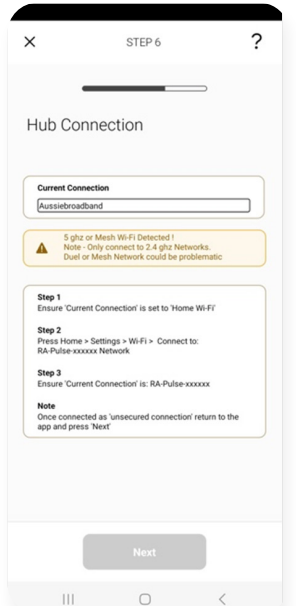 STEP 6
?
Hub Connection
Current Connection
Aussiebroadband
5 ghz or Mesh Wi-Fi Detected !
Note - Only connect to 2.4 ghz Networks.
Duel or Mesh Network could be problematic
Step 1
Ensure 'Current Connection' is set to 'Home Wi-Fi'
Step 2
Press Home > Settings > Wi-Fi > Connect to:
RA-Pulse-xxxxxx Network
Step 3
Ensure 'Current Connection' is: RA-Pulse-xxxxxx
Note
Once connected as 'unsecured connection' return to the
app and press 'Next'
Next